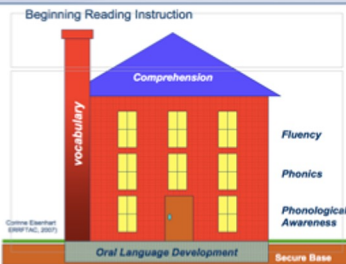 Beginning Reading Instruction
Comprehension
vocabulary
Fluency
Phonics
Phonological
Awareness
Corinne Eisenhart
ERRFTAC, 2007)
Oral Language Development
Secure Base